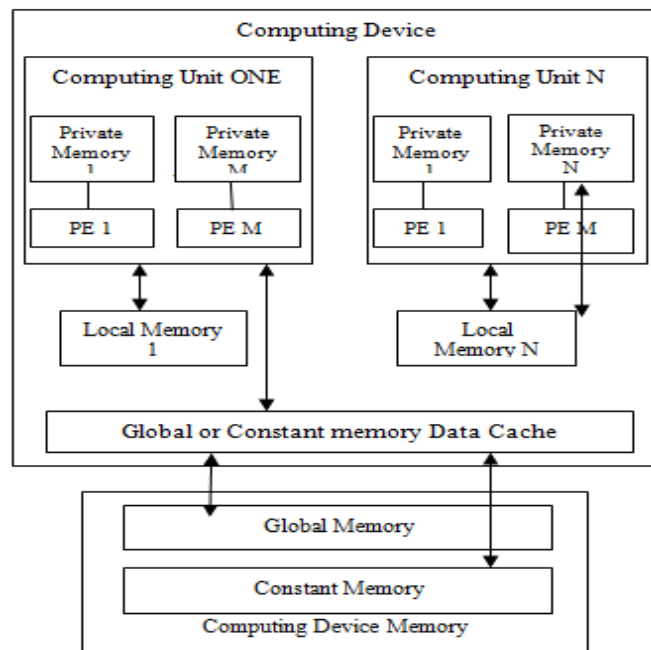 Computing Device
Computing Unit ONE
Private
Memory
1
Private
Memory
M
PE 1
PE M
Computing Unit N
Private
Memory
1
Private
Memory
N
PE 1
PE M
Local Memory
1
Local
Memory N
Global or Constant memory Data Cache
Global Memory
Constant Memory
Computing Device Memory